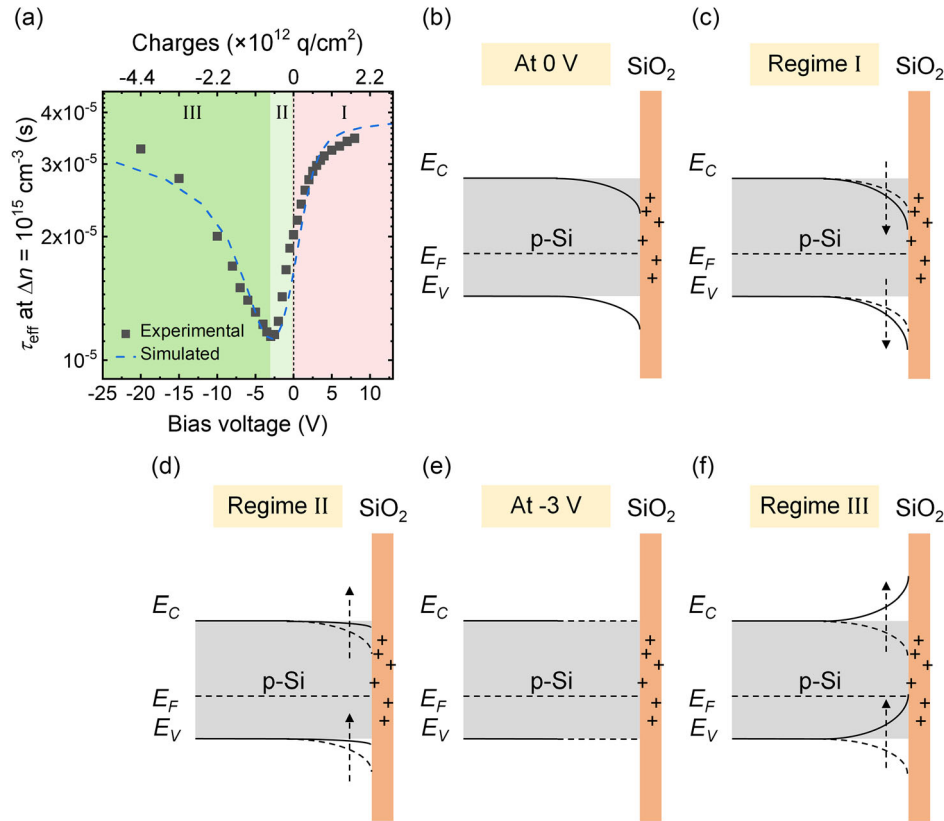 (a)
Charges (×10¹² q/cm²)
-4.4 -2.2 0 2.2
III II I
4x10⁻⁵
3x10⁻⁵
2x10⁻⁵
10⁻⁵
τeff at Δn = 10¹⁵ cm⁻³ (s)
Experimental
Simulated
-25 -20 -15 -10 -5 0 5 10
Bias voltage (V)
(b)
At 0 V SiO₂
E_C
p-Si
E_F
E_V
+ + + + + +
(c)
Regime I SiO₂
E_C
p-Si
E_F
E_V
+ + + + + +
(d)
Regime II SiO₂
E_C
p-Si
E_F
E_V
+ + + + + +
(e)
At -3 V SiO₂
E_C
p-Si
E_F
E_V
+ + + + + +
(f)
Regime III SiO₂
E_C
p-Si
E_F
E_V
+ + + + + +